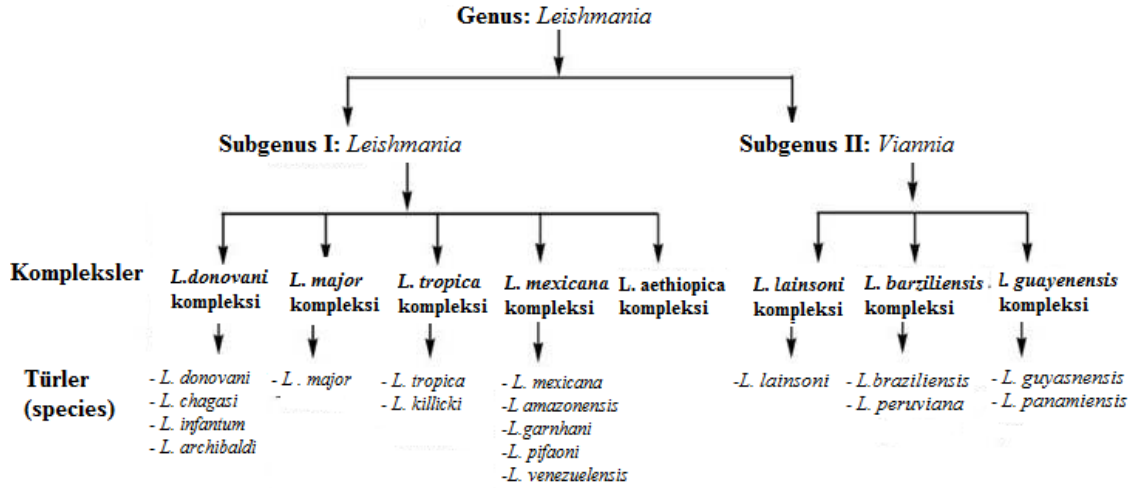 Genus: Leishmania
Subgenus I: Leishmania
Subgenus II: Viannia
Kompleksler
L.donovani
kompleksi
L. major
kompleksi
L. tropica
kompleksi
L. mexicana
kompleksi
L. aethiopica
kompleksi
L. lainsoni
kompleksi
L. barziliensis
kompleksi
L guayenensis
kompleksi
Türler
(species)
- L. donovani
- L. chagasi
- L. infantum
- L. archibaldi
- L . major
- L. tropica
- L. killicki
- L. mexicana
-L amazonensis
-L.garnhani
- L. pifaoni
-L. venezuelensis
-L. lainsoni
- L.braziliensis
- L. peruviana
- L. guyasnensis
- L. panamiensis